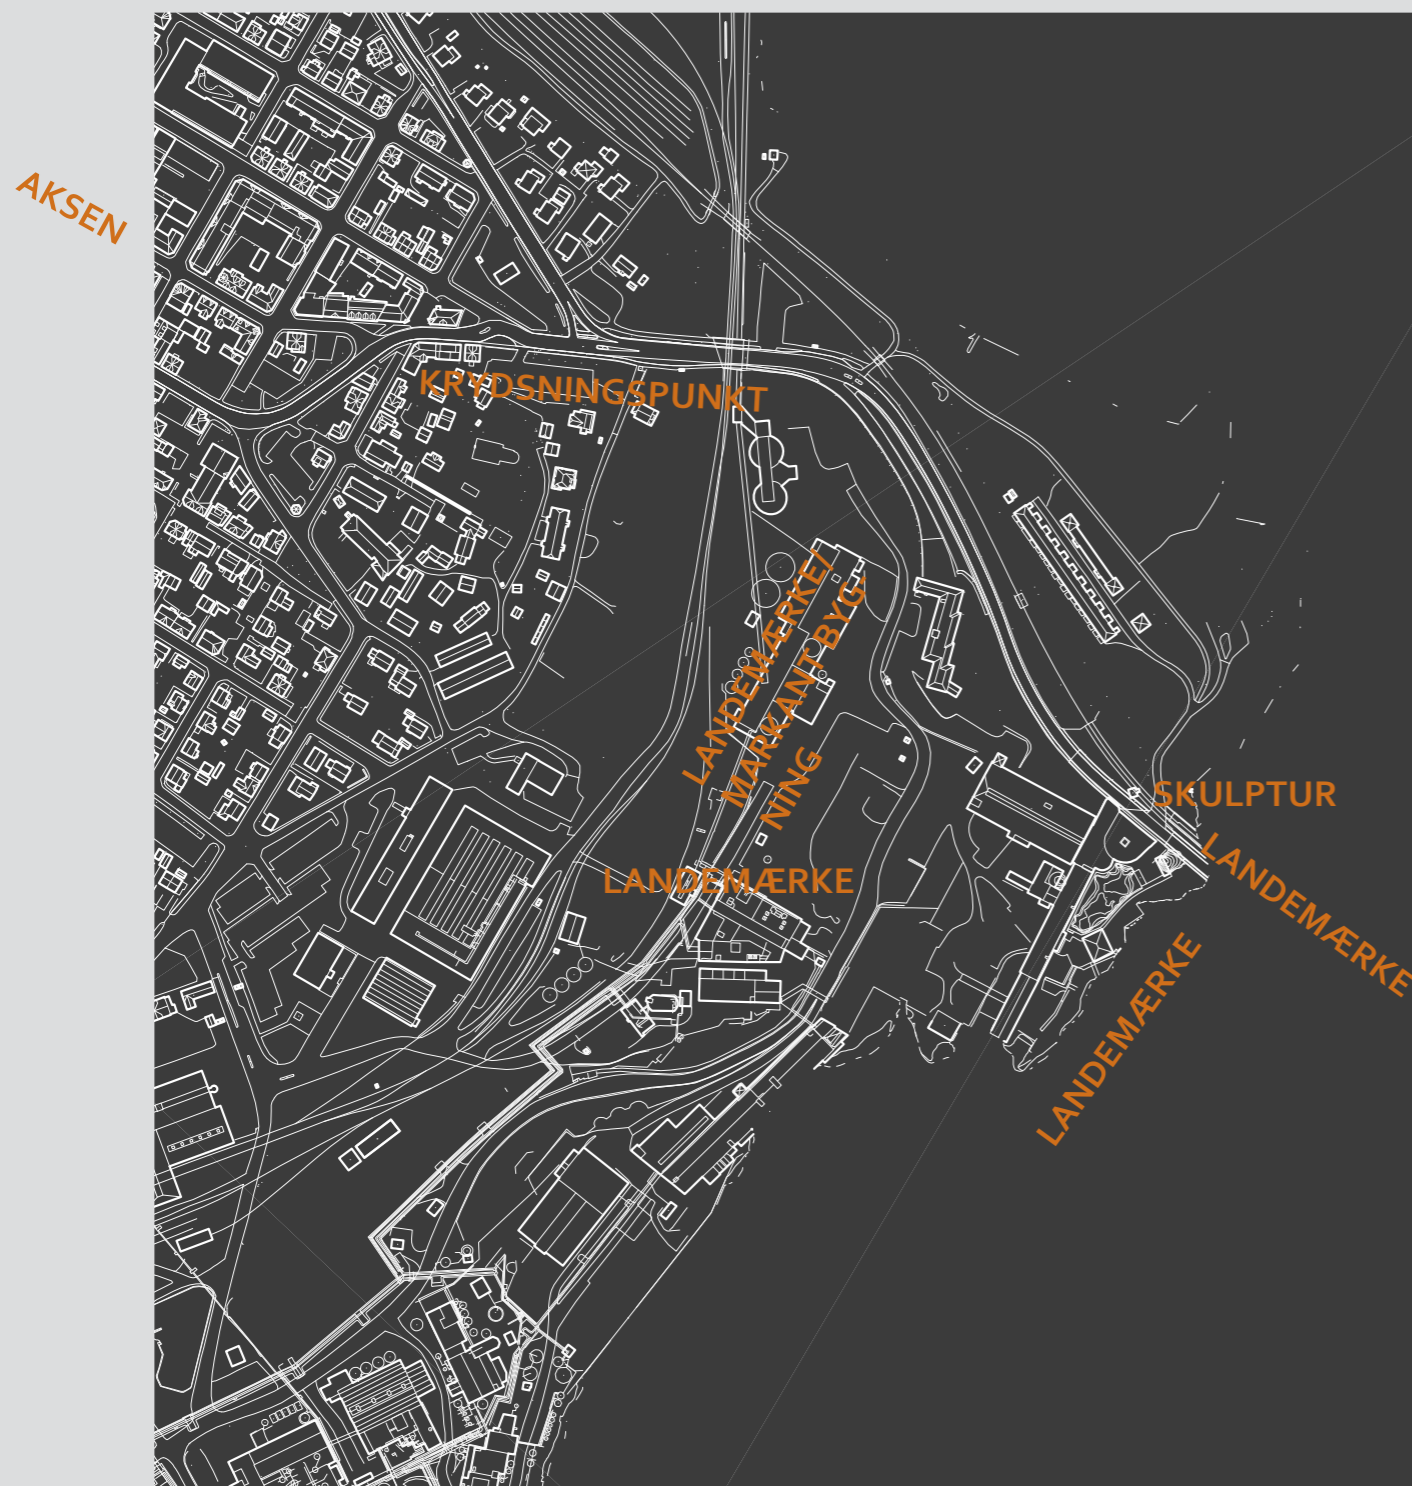 AKSEN
KRYDSNINGSPUNKT
LANDEMÆRKE/
MARKANT BYG-
NING
SKULPTUR
LANDEMÆRKE
LANDEMÆRKE
LANDEMÆRKE